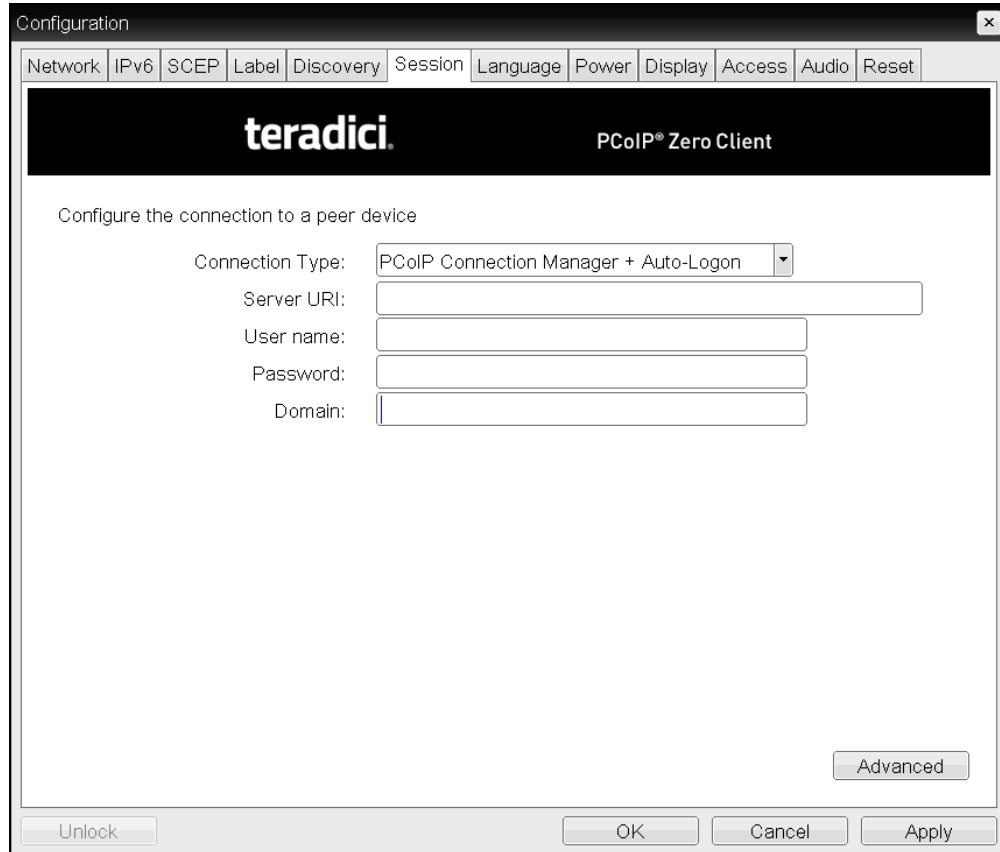 Configuration
Network IPv6 SCEP Label Discovery Session Language Power Display Access Audio Reset
teradici. PCoIP® Zero Client
Configure the connection to a peer device
Connection Type: PCoIP Connection Manager + Auto-Logon
Server URI:
User name:
Password:
Domain:
Advanced
Unlock OK Cancel Apply